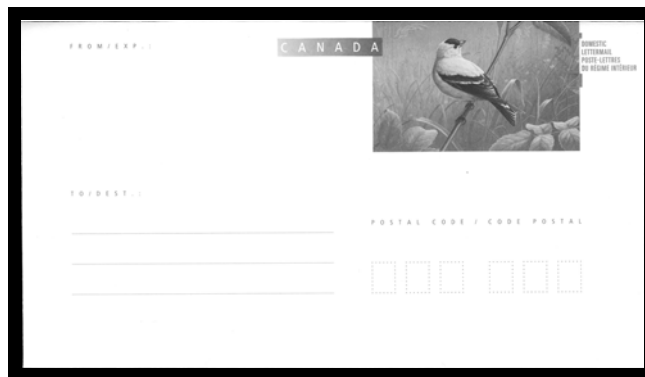 FROM/EXP.:
CANADA
DOMESTIC
LETTERMAIL
POSTE-LETTRES
DU RÉGIME INTÉRIEUR
TO/DEST.:
POSTAL CODE / CODE POSTAL